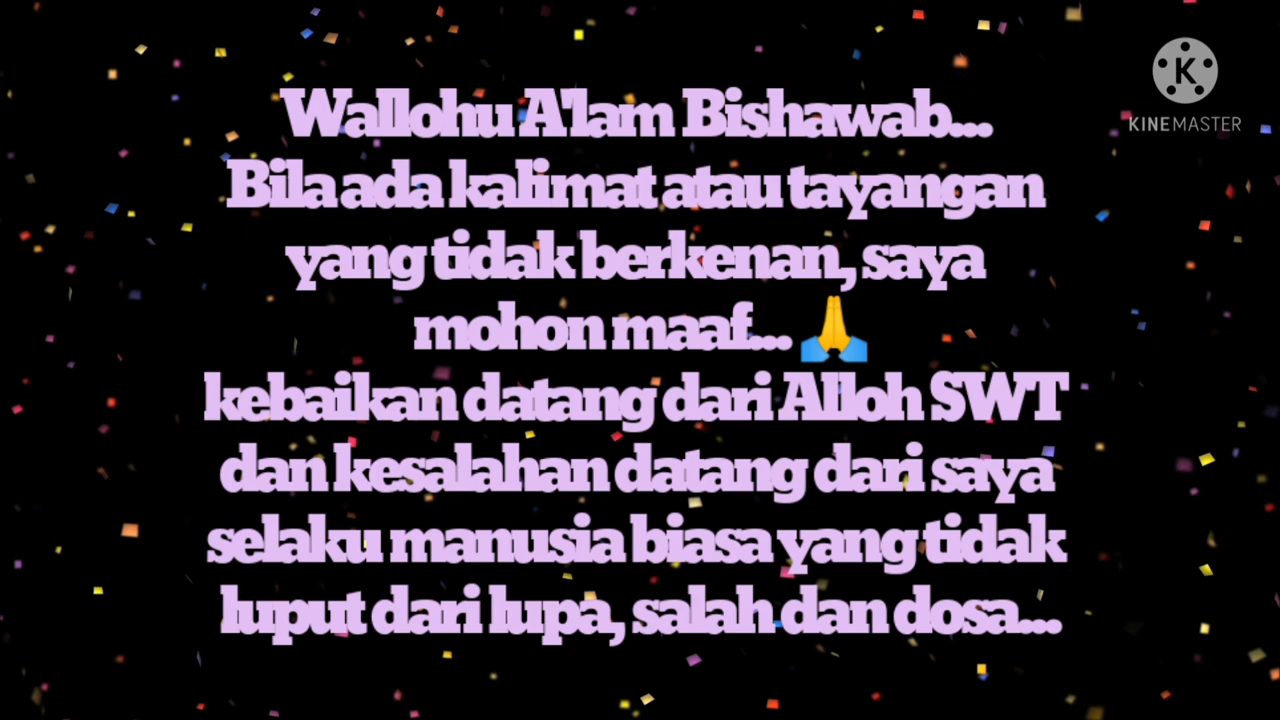 Wallohu A'lam Bishawab...
Bila ada kalimat atau tayangan
yang tidak berkenan, saya
mohon maaf... 🙏
kebaikan datang dari Alloh SWT
dan kesalahan datang dari saya
selaku manusia biasa yang tidak
luput dari lupa, salah dan dosa...
K
KINEMASTER